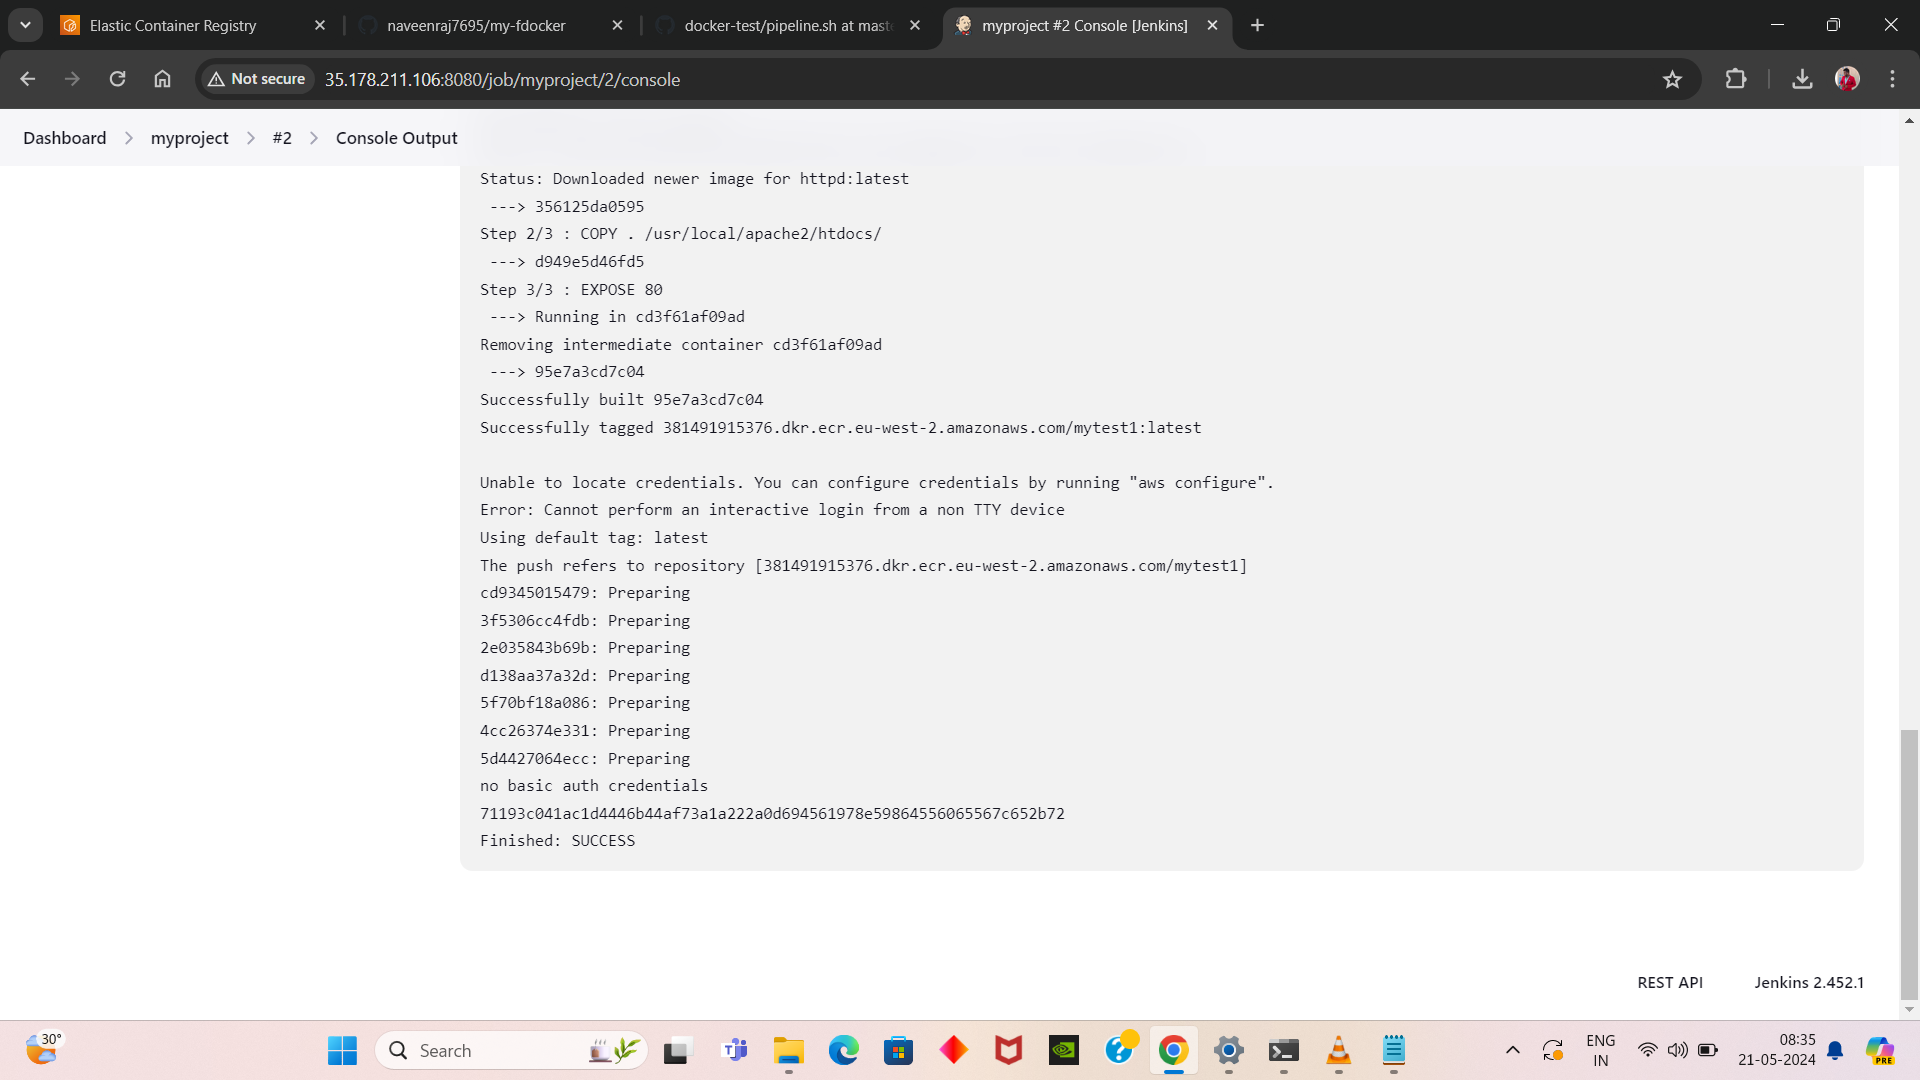 Elastic Container Registry
naveenraj7695/my-fdocker
docker-test/pipeline.sh at mast
myproject #2 Console [Jenkins]
Not secure
35.178.211.106:8080/job/myproject/2/console
Dashboard
myproject
#2
Console Output
Status: Downloaded newer image for httpd:latest
---> 356125da0595
Step 2/3 : COPY . /usr/local/apache2/htdocs/
---> d949e5d46fd5
Step 3/3 : EXPOSE 80
---> Running in cd3f61af09ad
Removing intermediate container cd3f61af09ad
---> 95e7a3cd7c04
Successfully built 95e7a3cd7c04
Successfully tagged 381491915376.dkr.ecr.eu-west-2.amazonaws.com/mytest1:latest
Unable to locate credentials. You can configure credentials by running "aws configure".
Error: Cannot perform an interactive login from a non TTY device
Using default tag: latest
The push refers to repository [381491915376.dkr.ecr.eu-west-2.amazonaws.com/mytest1]
cd9345015479: Preparing
3f5306cc4fdb: Preparing
2e035843b69b: Preparing
d138aa37a32d: Preparing
5f70bf18a086: Preparing
4cc26374e331: Preparing
5d4427064ecc: Preparing
no basic auth credentials
71193c041ac1d4446b44af73a1a222a0d694561978e59864556065567c652b72
Finished: SUCCESS
REST API
Jenkins 2.452.1
30°
Search
ENG
IN
08:35
21-05-2024
PRE